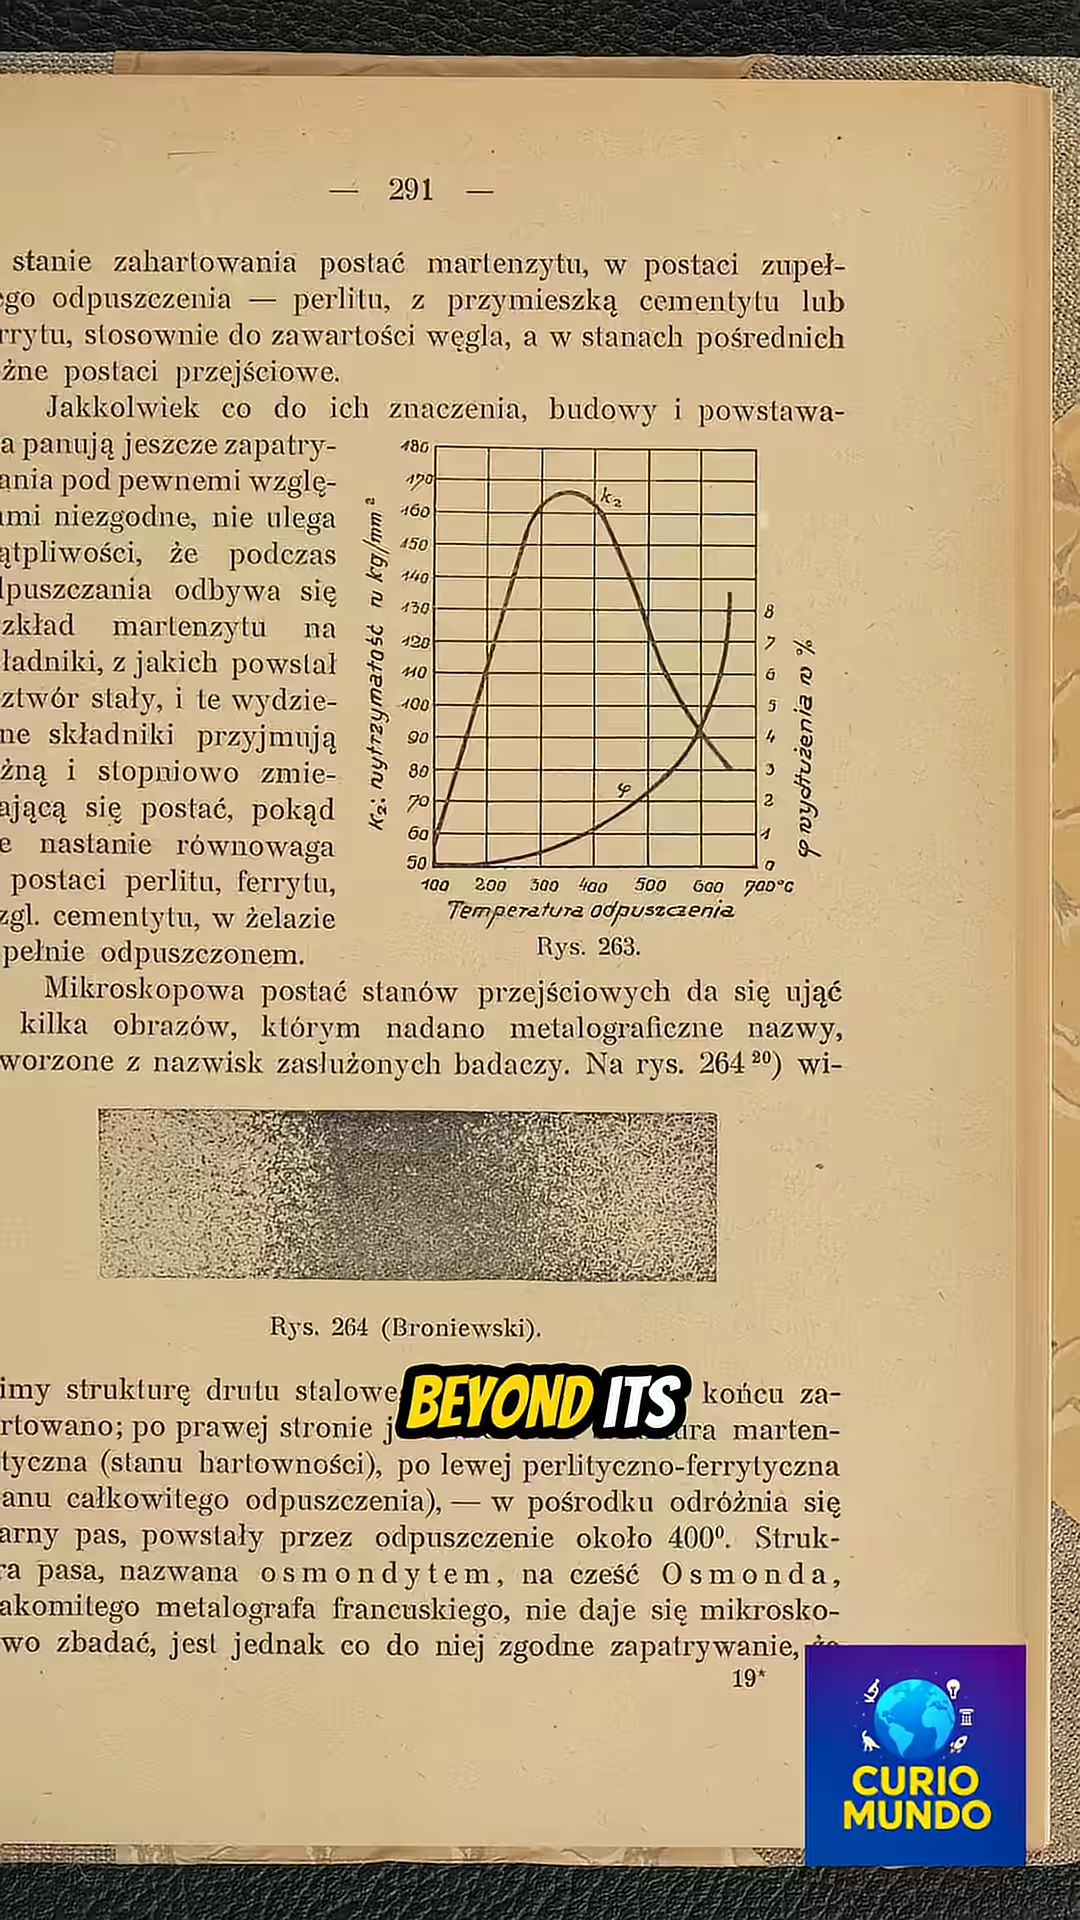 — 291 —
stanie zahartowania postać martenzytu, w postaci zupeł-
ego odpuszczenia — perlitu, z przymieszką cementytu lub
rrytu, stosownie do zawartości węgla, a w stanach pośrednich
żne postaci przejściowe.
Jakkolwiek co do ich znaczenia, budowy i powstawa-
a panują jeszcze zapatry-
ania pod pewnemi wzglę-
ami niezgodne, nie ulega
ątpliwości, że podczas
dpuszczania odbywa się
zkład martenzytu na
ładniki, z jakich powstał
ztwór stały, i te wydzie-
ne składniki przyjmują
żną i stopniowo zmie-
ającą się postać, pokąd
e nastanie równowaga
postaci perlitu, ferrytu,
zgl. cementytu, w żelazie
pełnie odpuszczonem.
k₂: wytrzymałość w kg/mm²
180
170
160
150
140
130
120
110
100
90
80
70
60
50
k₂
φ
8
7
6
5
4
3
2
1
0
φ wydłużenia w %
100 200 300 400 500 600 700°C
Temperatura odpuszczenia
Rys. 263.
Mikroskopowa postać stanów przejściowych da się ująć
kilka obrazów, którym nadano metalograficzne nazwy,
worzone z nazwisk zasłużonych badaczy. Na rys. 264 ²⁰) wi-
Rys. 264 (Broniewski).
imy strukturę drutu stalowe końcu za-
BEYOND ITS
rtowano; po prawej stronie j ura marten-
tyczna (stanu hartowności), po lewej perlityczno-ferrytyczna
anu całkowitego odpuszczenia), — w pośrodku odróżnia się
arny pas, powstały przez odpuszczenie około 400⁰. Struk-
ra pasa, nazwana osmondytem, na cześć Osmonda,
akomitego metalografa francuskiego, nie daje się mikrosko-
wo zbadać, jest jednak co do niej zgodne zapatrywanie,
19*
CURIO
MUNDO